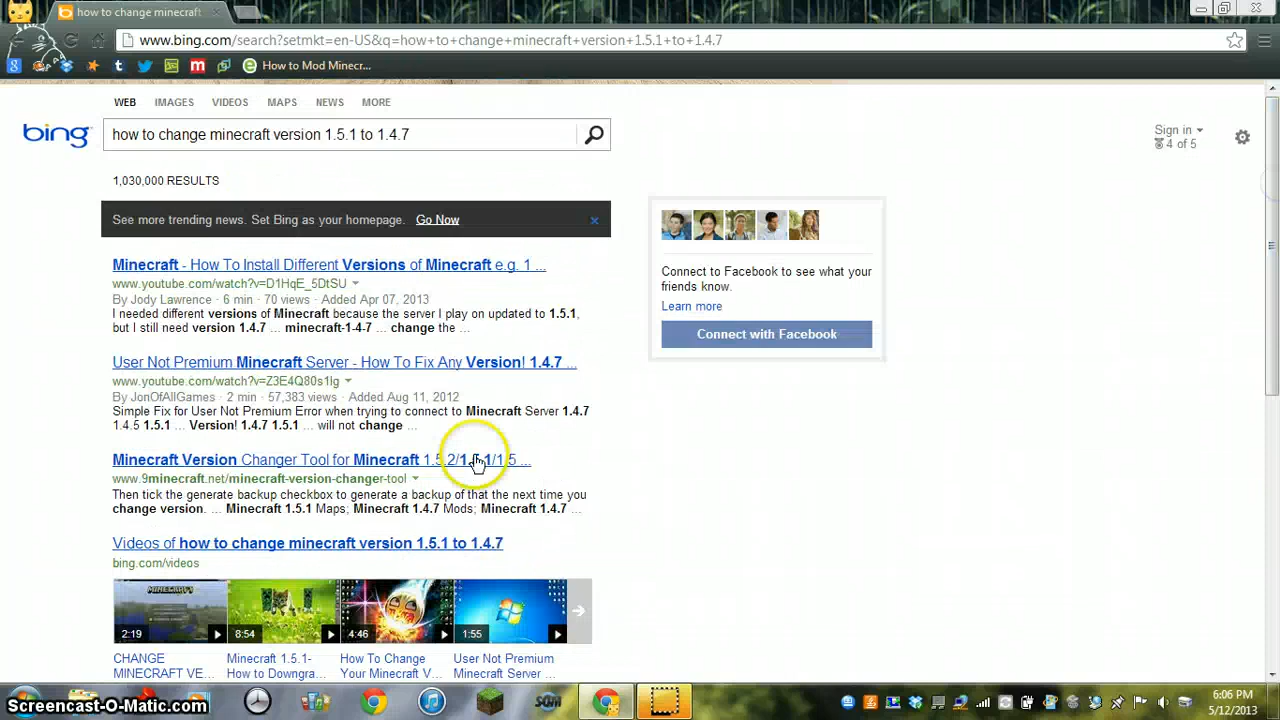 how to change minecraft
www.bing.com/search?setmkt=en-US&q=how+to+change+minecraft+version+1.5.1+to+1.4.7
How to Mod Minecr...
WEB IMAGES VIDEOS MAPS NEWS MORE
bing
how to change minecraft version 1.5.1 to 1.4.7
Sign in
4 of 5
1,030,000 RESULTS
See more trending news. Set Bing as your homepage. Go Now
Minecraft - How To Install Different Versions of Minecraft e.g. 1 ...
www.youtube.com/watch?v=D1HqE_5DtSU
By Jody Lawrence · 6 min · 70 views · Added Apr 07, 2013
I needed different versions of Minecraft because the server I play on updated to 1.5.1,
but I still need version 1.4.7 ... minecraft-1-4-7 ... change the ...
Connect to Facebook to see what your
friends know.
Learn more
Connect with Facebook
User Not Premium Minecraft Server - How To Fix Any Version! 1.4.7 ...
www.youtube.com/watch?v=Z3E4Q80s1lg
By JonOfAllGames · 2 min · 57,383 views · Added Aug 11, 2012
Simple Fix for User Not Premium Error when trying to connect to Minecraft Server 1.4.7
1.4.5 1.5.1 ... Version! 1.4.7 1.5.1 ... will not change ...
Minecraft Version Changer Tool for Minecraft 1.5.2/1.5.1/1.5 ...
www.9minecraft.net/minecraft-version-changer-tool
Then tick the generate backup checkbox to generate a backup of that the next time you
change version. ... Minecraft 1.5.1 Maps; Minecraft 1.4.7 Mods; Minecraft 1.4.7 ...
Videos of how to change minecraft version 1.5.1 to 1.4.7
bing.com/videos
MINECRAFT
2:19 8:54 4:46 1:55
CHANGE
MINECRAFT VE...
Minecraft 1.5.1-
How to Downgra...
How To Change
Your Minecraft V...
User Not Premium
Minecraft Server ...
Screencast-O-Matic.com
6:06 PM
5/12/2013